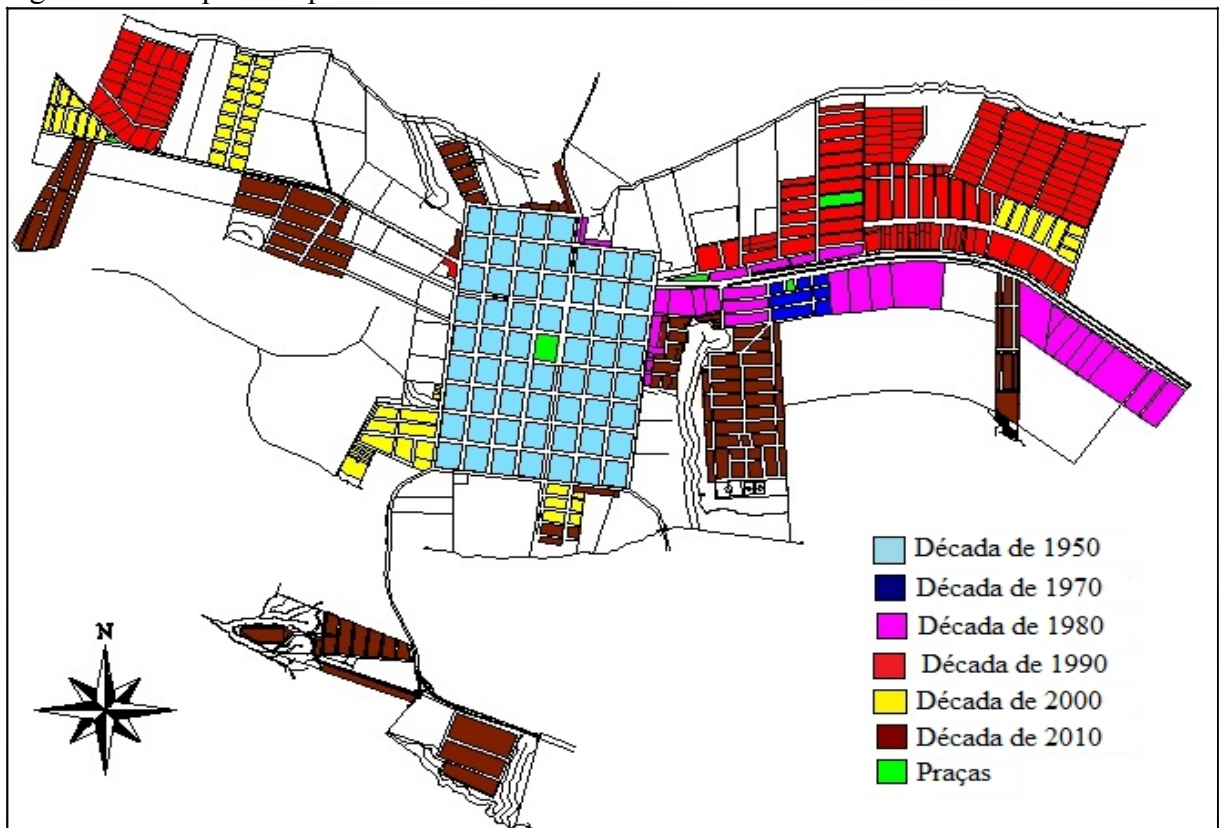 N
Década de 1950
Década de 1970
Década de 1980
Década de 1990
Década de 2000
Década de 2010
Praças